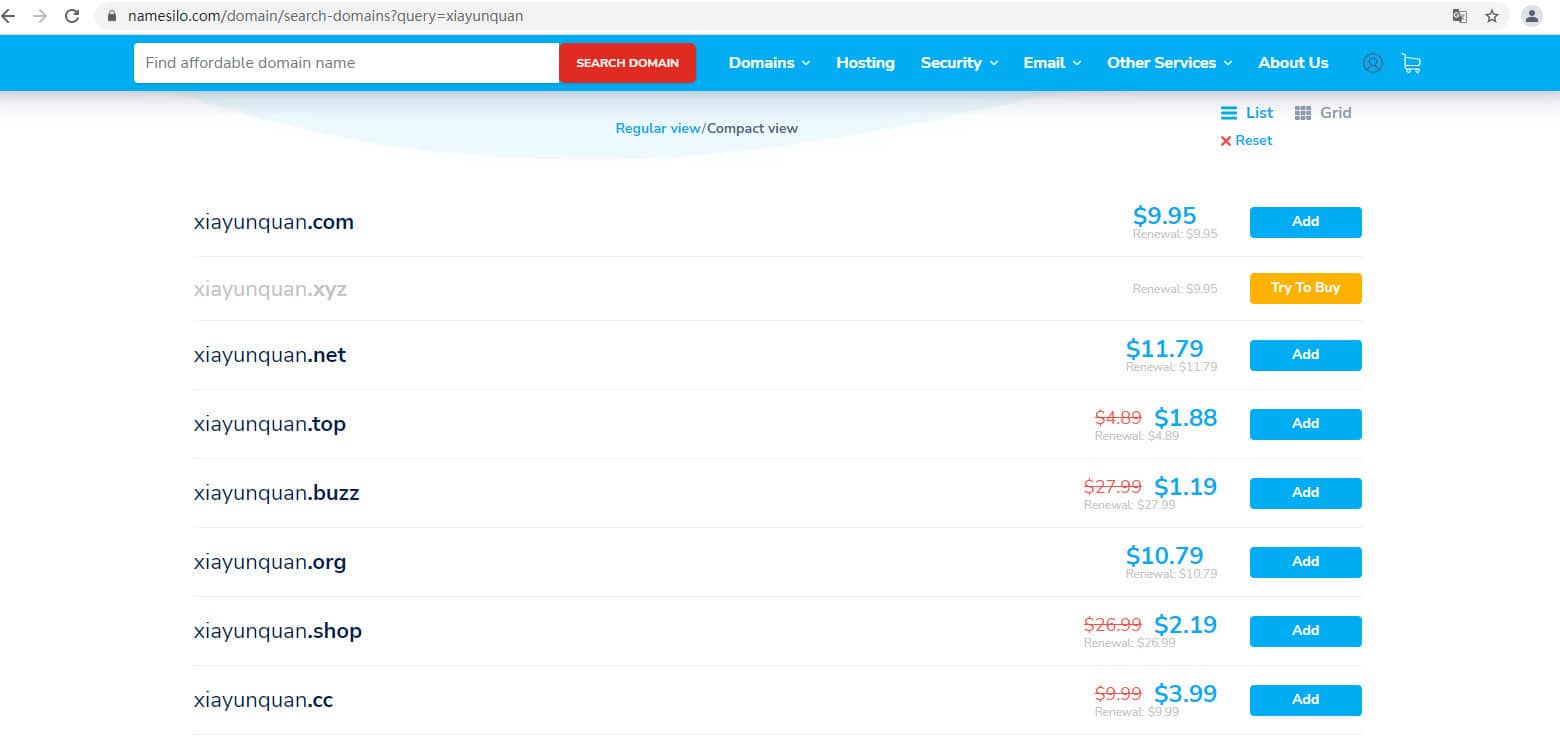 namesilo.com/domain/search-domains?query=xiayunquan
Find affordable domain name SEARCH DOMAIN Domains Hosting Security Email Other Services About Us
List Grid
Regular view/Compact view
Reset
xiayunquan.com $9.95 Add
Renewal: $9.95
xiayunquan.xyz Renewal: $9.95 Try To Buy
xiayunquan.net $11.79 Add
Renewal: $11.79
xiayunquan.top $4.89 $1.88 Add
Renewal: $4.89
xiayunquan.buzz $27.99 $1.19 Add
Renewal: $27.99
xiayunquan.org $10.79 Add
Renewal: $10.79
xiayunquan.shop $26.99 $2.19 Add
Renewal: $26.99
xiayunquan.cc $9.99 $3.99 Add
Renewal: $9.99